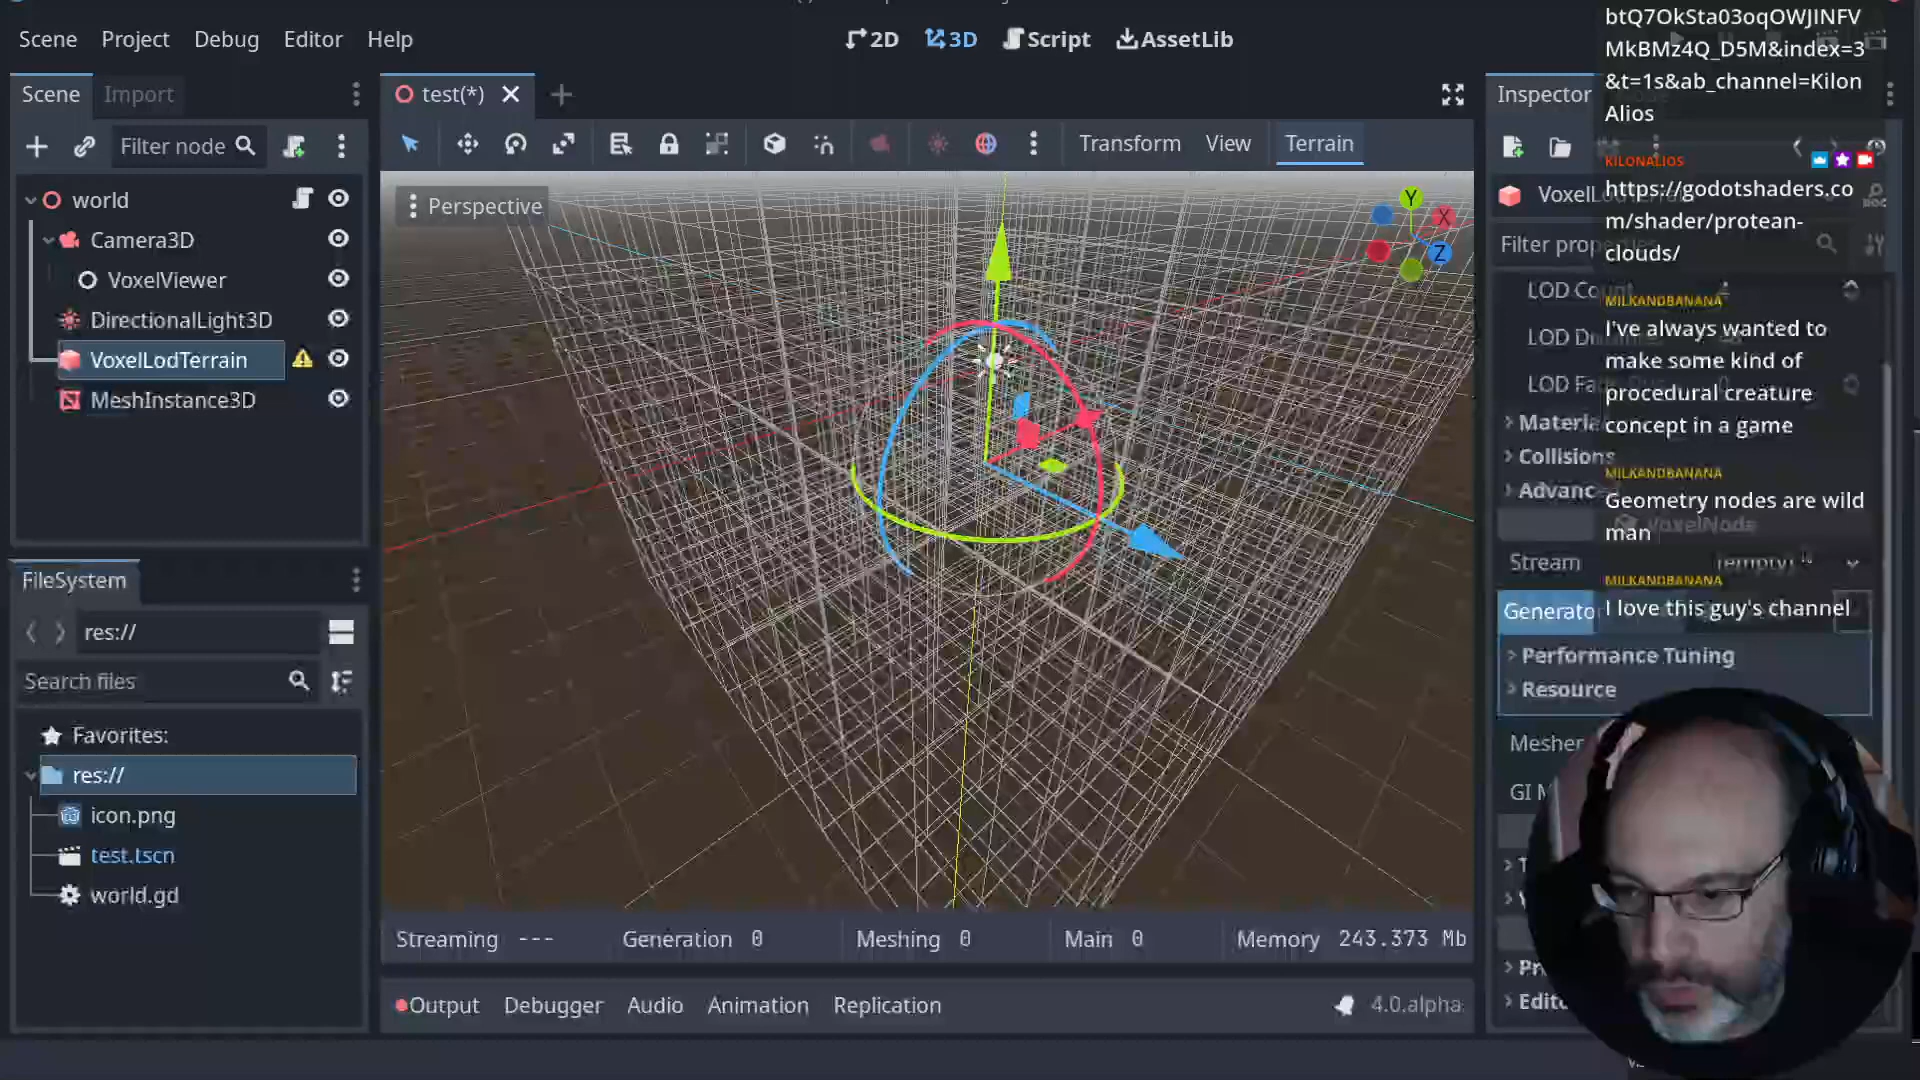 Scene
Project
Debug
Editor
Help
2D
3D
Script
AssetLib
Scene
Import
Filter node
world
Camera3D
VoxelViewer
DirectionalLight3D
VoxelLodTerrain
MeshInstance3D
FileSystem
res://
Search files
Favorites:
res://
icon.png
test.tscn
world.gd
test(*)
Transform
View
Terrain
Perspective
Y
X
Z
Streaming ---
Generation 0
Meshing 0
Main 0
Memory 243.373 Mb
Output
Debugger
Audio
Animation
Replication
4.0.alpha
Inspector
LOD Count
Collisions
VoxelNode
Stream
(empty)
Performance Tuning
Resource
Mesher
btQ7OkSta03oqOWJINFV
MkBMz4Q_D5M&index=3
&t=1s&ab_channel=Kilon
Alios
KILONALIOS
https://godotshaders.co
m/shader/protean-
clouds/
MILKANDBANANA
I've always wanted to
make some kind of
procedural creature
concept in a game
MILKANDBANANA
Geometry nodes are wild
man
MILKANDBANANA
I love this guy's channel